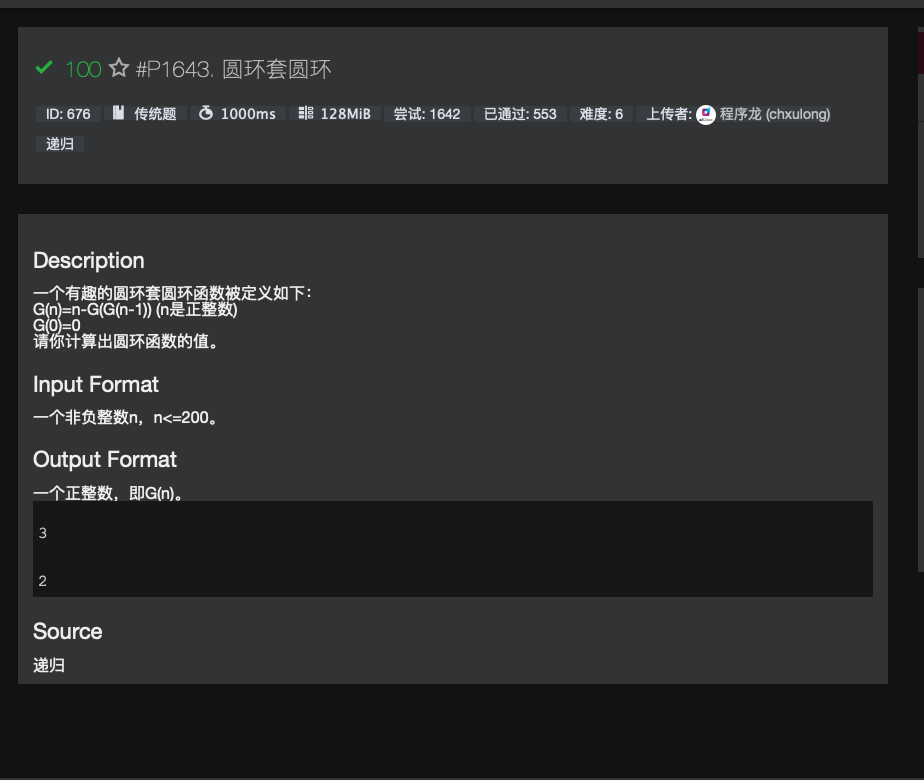 100 #P1643. 圆环套圆环
ID: 676 传统题 1000ms 128MiB 尝试: 1642 已通过: 553 难度: 6 上传者: 程序龙 (chxulong)
递归
Description
一个有趣的圆环套圆环函数被定义如下：
G(n)=n-G(G(n-1)) (n是正整数)
G(0)=0
请你计算出圆环函数的值。
Input Format
一个非负整数n，n<=200。
Output Format
一个正整数，即G(n)。
3
2
Source
递归